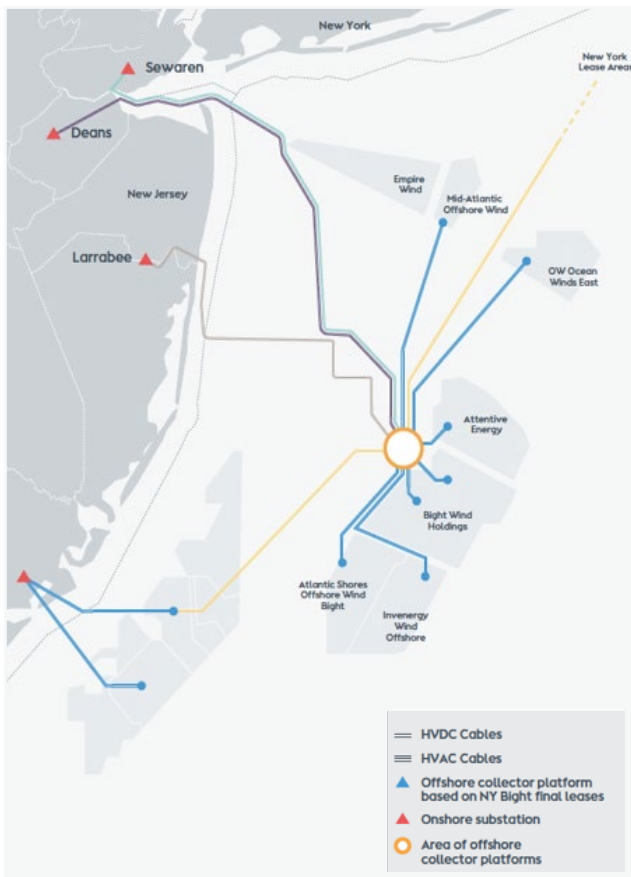 New York
New York
Lease Areas
Sewaren
Deans
Empire
Wind
Mid-Atlantic
Offshore Wind
New Jersey
Larrabee
OW Ocean
Winds East
Attentive
Energy
Bight Wind
Holdings
Atlantic Shores
Offshore Wind
Bight
Invenergy
Wind
Offshore
HVDC Cables
HVAC Cables
Offshore collector platform
based on NY Bight final leases
Onshore substation
Area of offshore
collector platforms